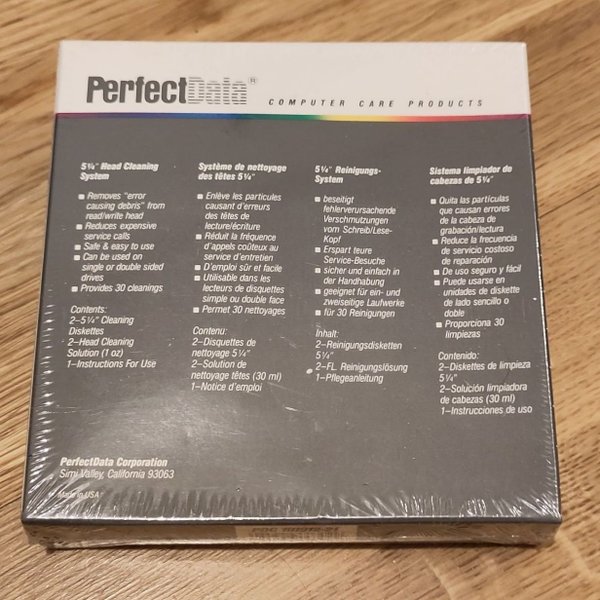 PerfectData®
COMPUTER CARE PRODUCTS
5¼" Head Cleaning
System
■ Removes "error
causing debris" from
read/write head
■ Reduces expensive
service calls
■ Safe & easy to use
■ Can be used on
single or double sided
drives
■ Provides 30 cleanings
Contents:
2–5¼" Cleaning
Diskettes
2–Head Cleaning
Solution (1 oz)
1–Instructions For Use
Système de nettoyage
des têtes 5¼"
■ Enlève les particules
causant d'erreurs
des têtes de
lecture/écriture
■ Réduit la fréquence
d'appels coûteux au
service d'entretien
■ D'emploi sûr et facile
■ Utilisable dans les
lecteurs de disquettes
simple ou double face
■ Permet 30 nettoyages
Contenu:
2–Disquettes de
nettoyage 5¼"
2–Solution de
nettoyage têtes (30 ml)
1–Notice d'emploi
5¼" Reinigungs-
System
■ beseitigt
fehlerverursachende
Verschmutzungen
vom Schreib/Lese-
Kopf
■ Erspart teure
Service-Besuche
■ sicher und einfach in
der Handhabung
■ geeignet für ein- und
zweiseitige Laufwerke
■ für 30 Reinigungen
Inhalt:
2–Reinigungsdisketten
5¼"
2–FL. Reinigungslösung
1–Pflegeanleitung
Sistema limpiador de
cabezas de 5¼"
■ Quita las partículas
que causan errores
de la cabeza de
grabación/lectura
■ Reduce la frecuencia
de servicio costoso
de reparación
■ De uso seguro y fácil
■ Puede usarse en
unidades de diskette
de lado sencillo o
doble
■ Proporciona 30
limpiezas
Contenido:
2–Diskettes de limpieza
5¼"
2–Solución limpiadora
de cabezas (30 ml)
1–Instrucciones de uso
PerfectData Corporation
Simi Valley, California 93063
Made in USA